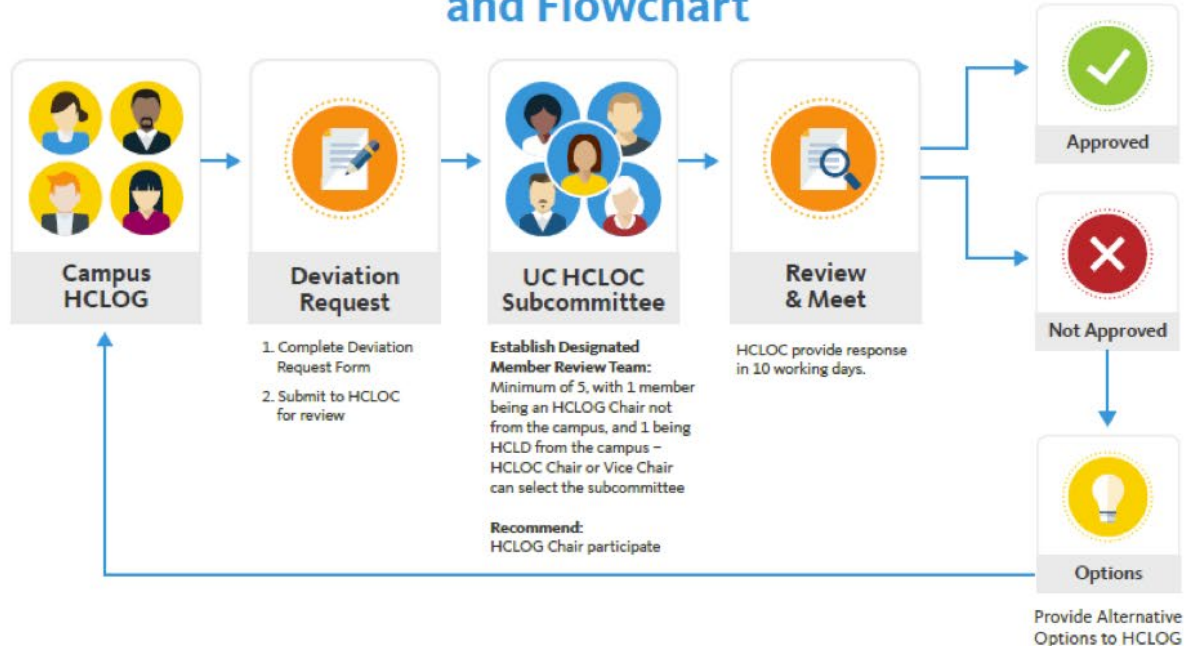 and Flowchart
Campus
HCLOG
Deviation
Request
1. Complete Deviation
Request Form
2. Submit to HCLOC
for review
UC HCLOC
Subcommittee
Establish Designated
Member Review Team:
Minimum of 5, with 1 member
being an HCLOG Chair not
from the campus, and 1 being
HCLD from the campus –
HCLOC Chair or Vice Chair
can select the subcommittee
Recommend:
HCLOG Chair participate
Review
& Meet
HCLOC provide response
in 10 working days.
Approved
Not Approved
Options
Provide Alternative
Options to HCLOG